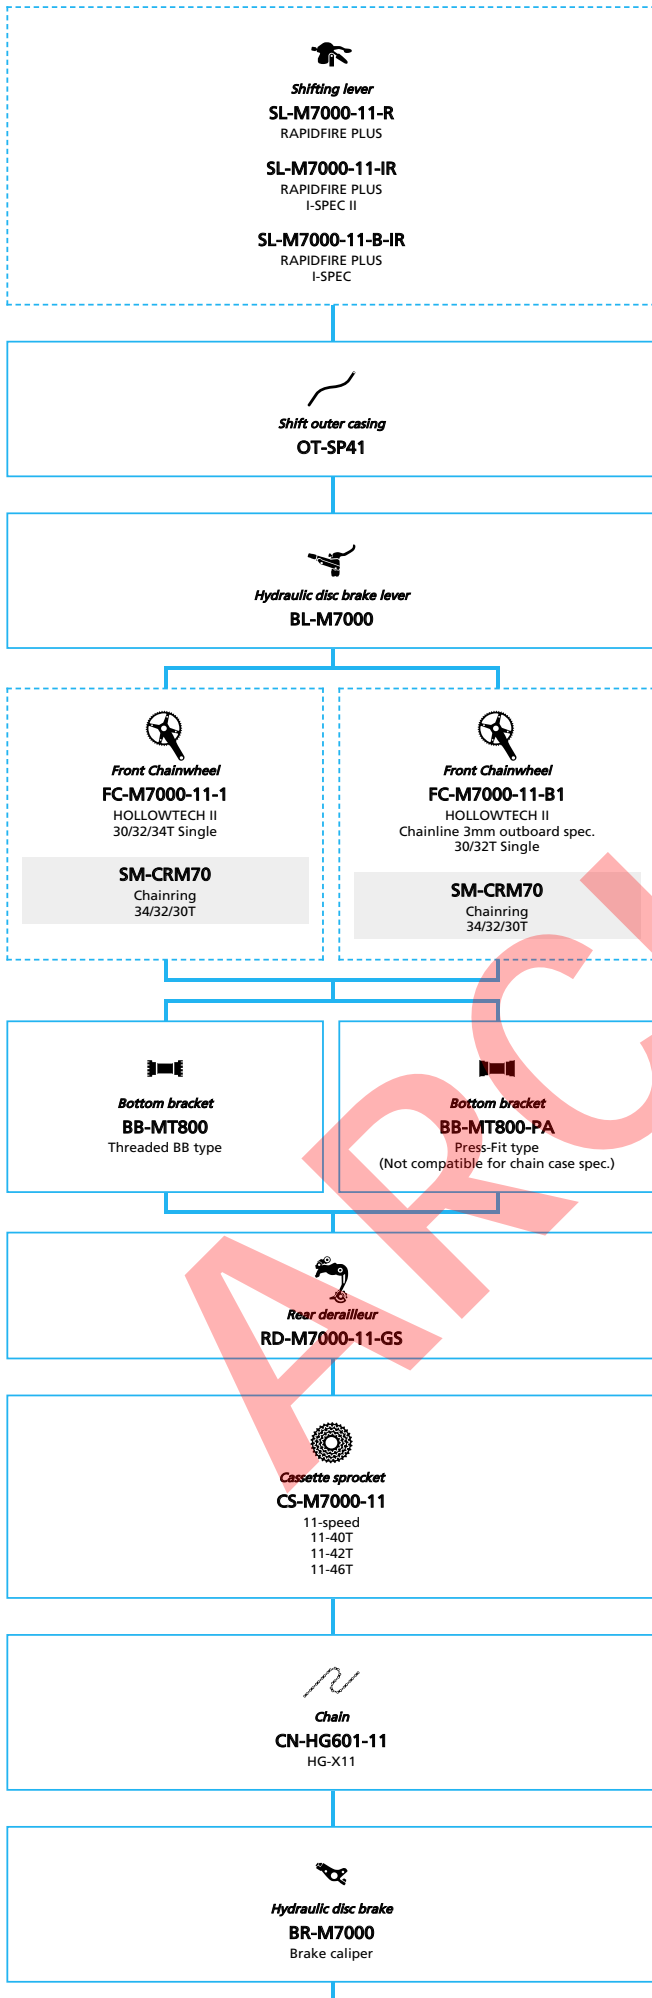 Shifting lever
SL-M7000-11-R
RAPIDFIRE PLUS
SL-M7000-11-IR
RAPIDFIRE PLUS
I-SPEC II
SL-M7000-11-B-IR
RAPIDFIRE PLUS
I-SPEC
Shift outer casing
OT-SP41
Hydraulic disc brake lever
BL-M7000
Front Chainwheel
FC-M7000-11-1
HOLLOWTECH II
30/32/34T Single
SM-CRM70
Chainring
34/32/30T
Front Chainwheel
FC-M7000-11-B1
HOLLOWTECH II
Chainline 3mm outboard spec.
30/32T Single
SM-CRM70
Chainring
34/32/30T
Bottom bracket
BB-MT800
Threaded BB type
Bottom bracket
BB-MT800-PA
Press-Fit type
(Not compatible for chain case spec.)
Rear derailleur
RD-M7000-11-GS
Cassette sprocket
CS-M7000-11
11-speed
11-40T
11-42T
11-46T
Chain
CN-HG601-11
HG-X11
Hydraulic disc brake
BR-M7000
Brake caliper